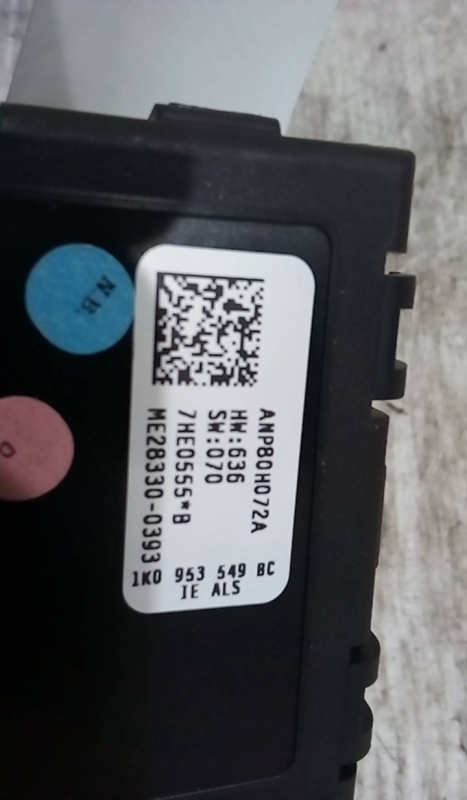 N.B.
ANP80H072A
HW:636
SW:070
7HE0555*B
ME28330-0393
1K0 953 549 BC
IE ALS